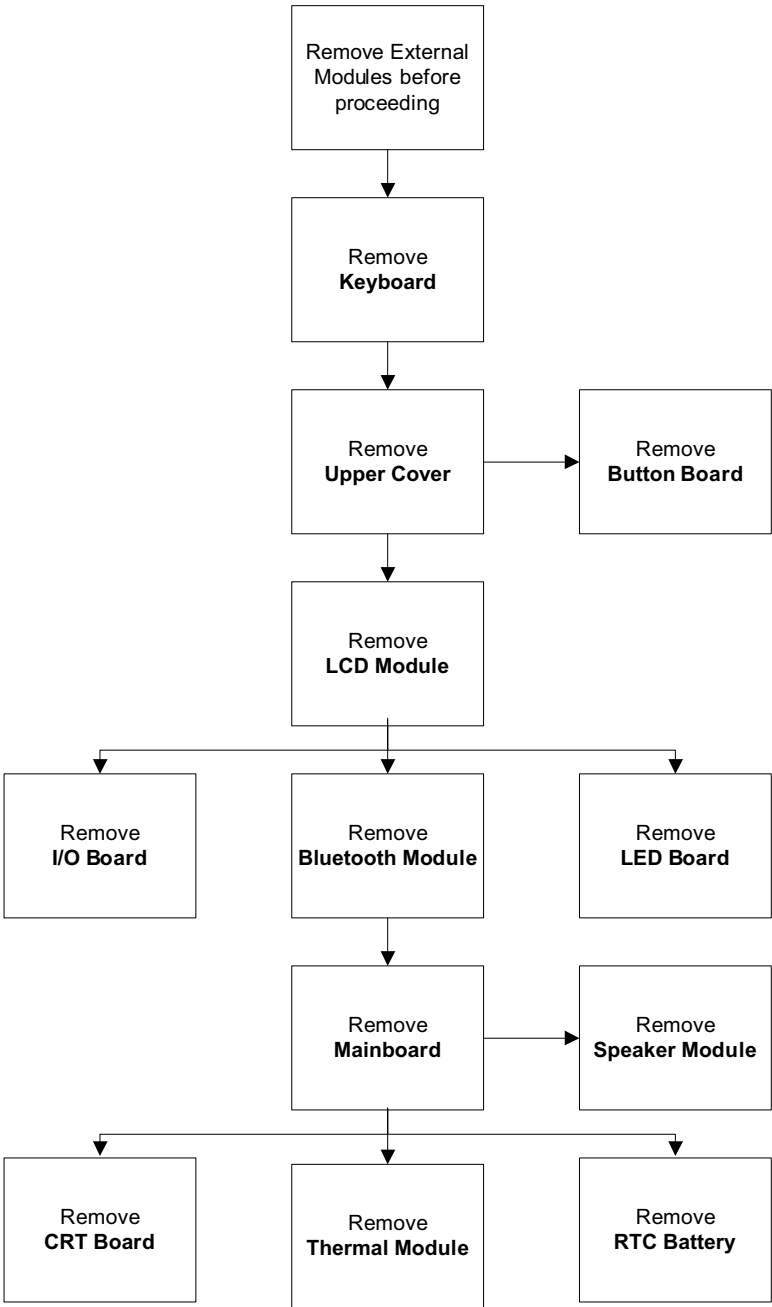 Remove External
Modules before
proceeding
Remove
Keyboard
Remove
Upper Cover
Remove
Button Board
Remove
LCD Module
Remove
I/O Board
Remove
Bluetooth Module
Remove
LED Board
Remove
Mainboard
Remove
Speaker Module
Remove
CRT Board
Remove
Thermal Module
Remove
RTC Battery